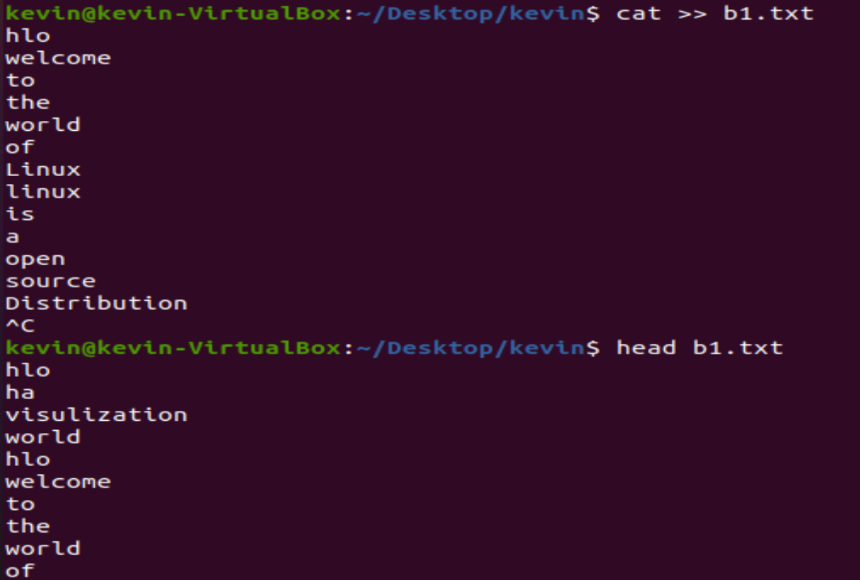 kevin@kevin-VirtualBox:~/Desktop/kevin$ cat >> b1.txt
hlo
welcome
to
the
world
of
Linux
linux
is
a
open
source
Distribution
^C
kevin@kevin-VirtualBox:~/Desktop/kevin$ head b1.txt
hlo
ha
visulization
world
hlo
welcome
to
the
world
of